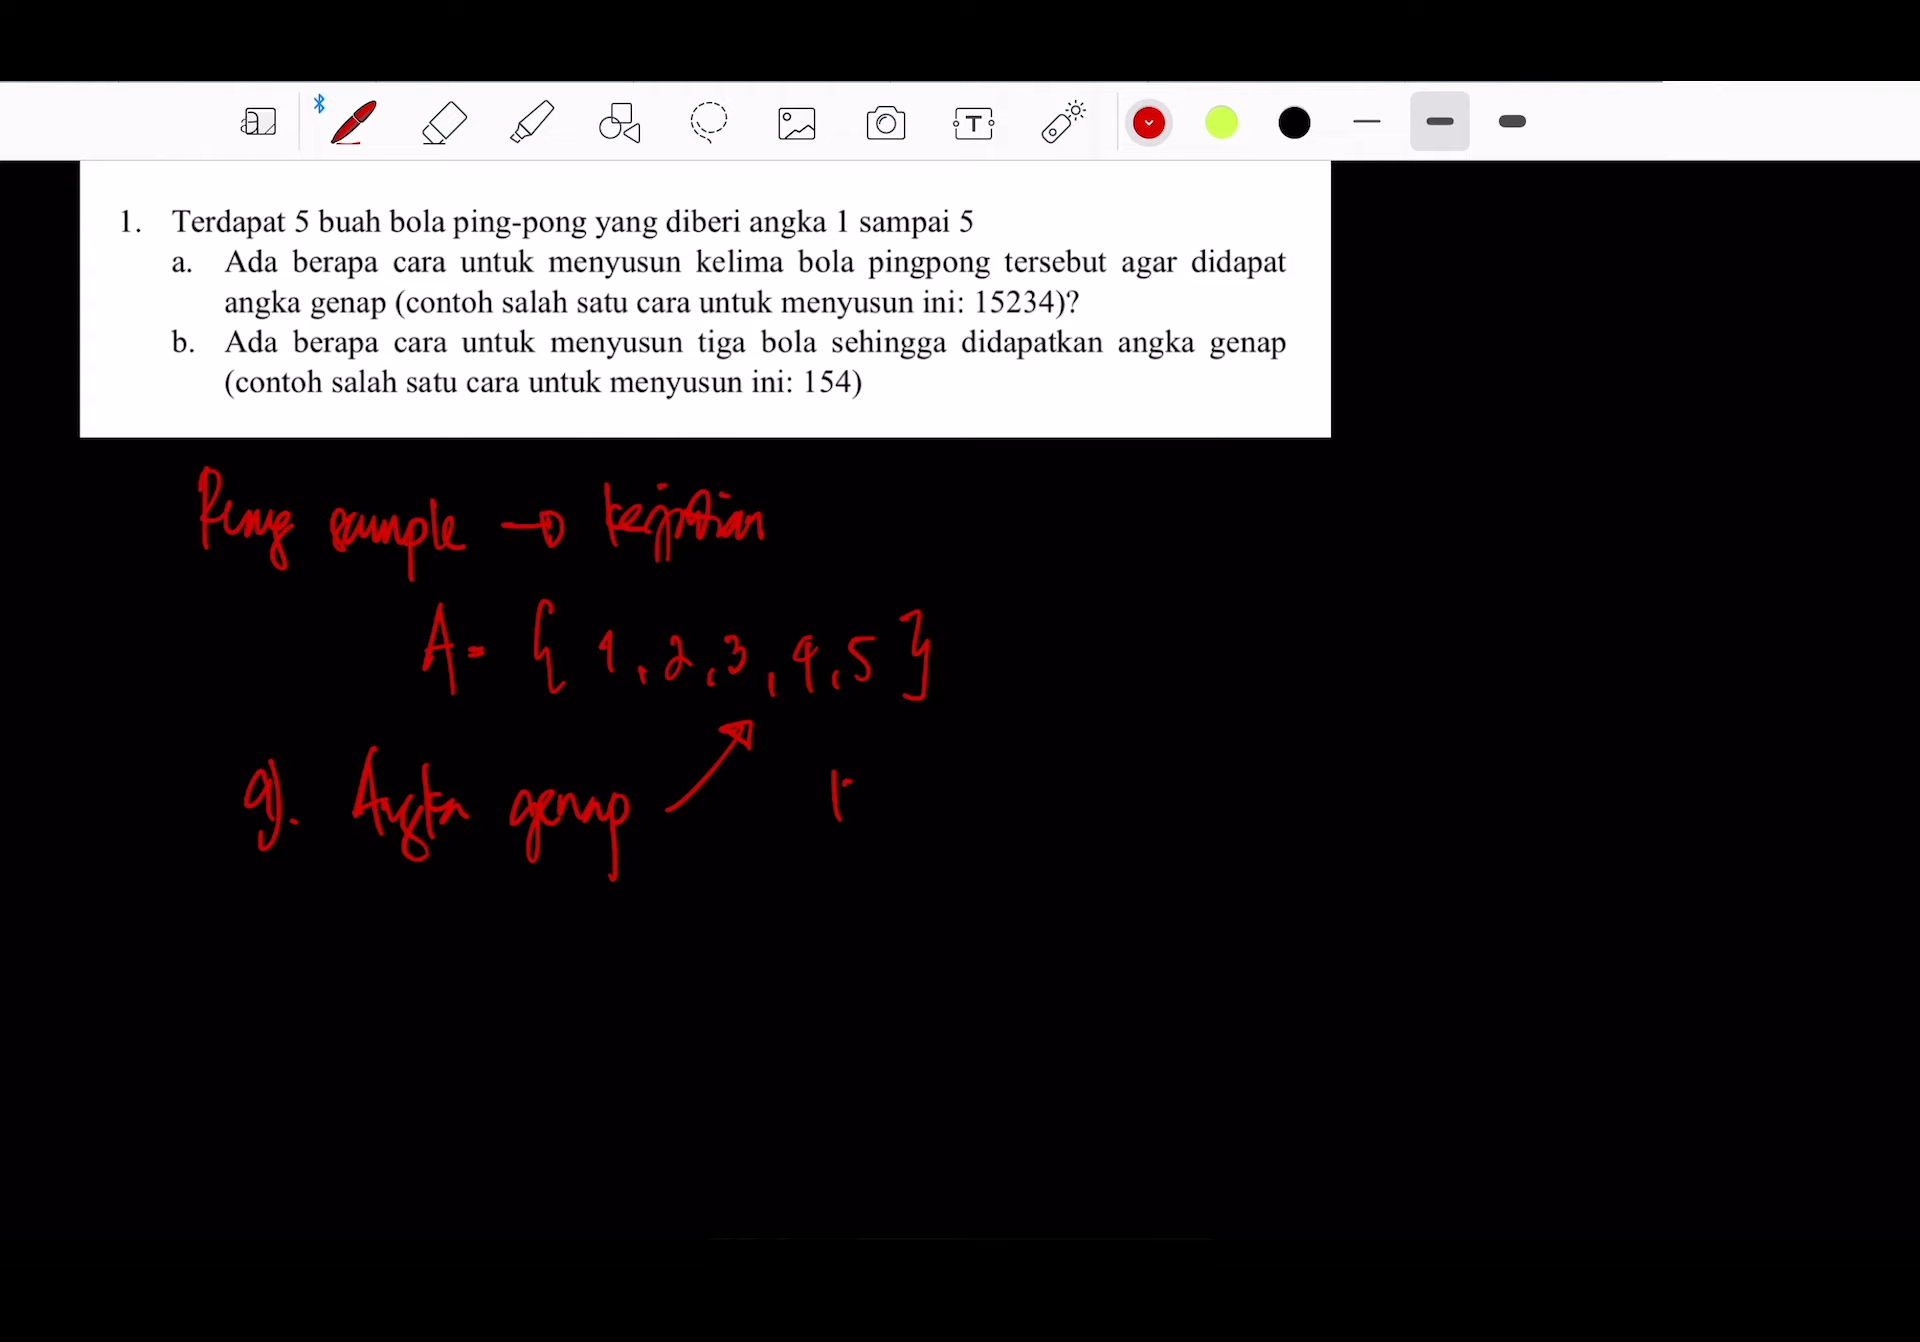 1. Terdapat 5 buah bola ping-pong yang diberi angka 1 sampai 5
a. Ada berapa cara untuk menyusun kelima bola pingpong tersebut agar didapat
angka genap (contoh salah satu cara untuk menyusun ini: 15234)?
b. Ada berapa cara untuk menyusun tiga bola sehingga didapatkan angka genap
(contoh salah satu cara untuk menyusun ini: 154)
sample → kejadian
A = { 1, 2, 3, 4, 5 }
a). Angka genap